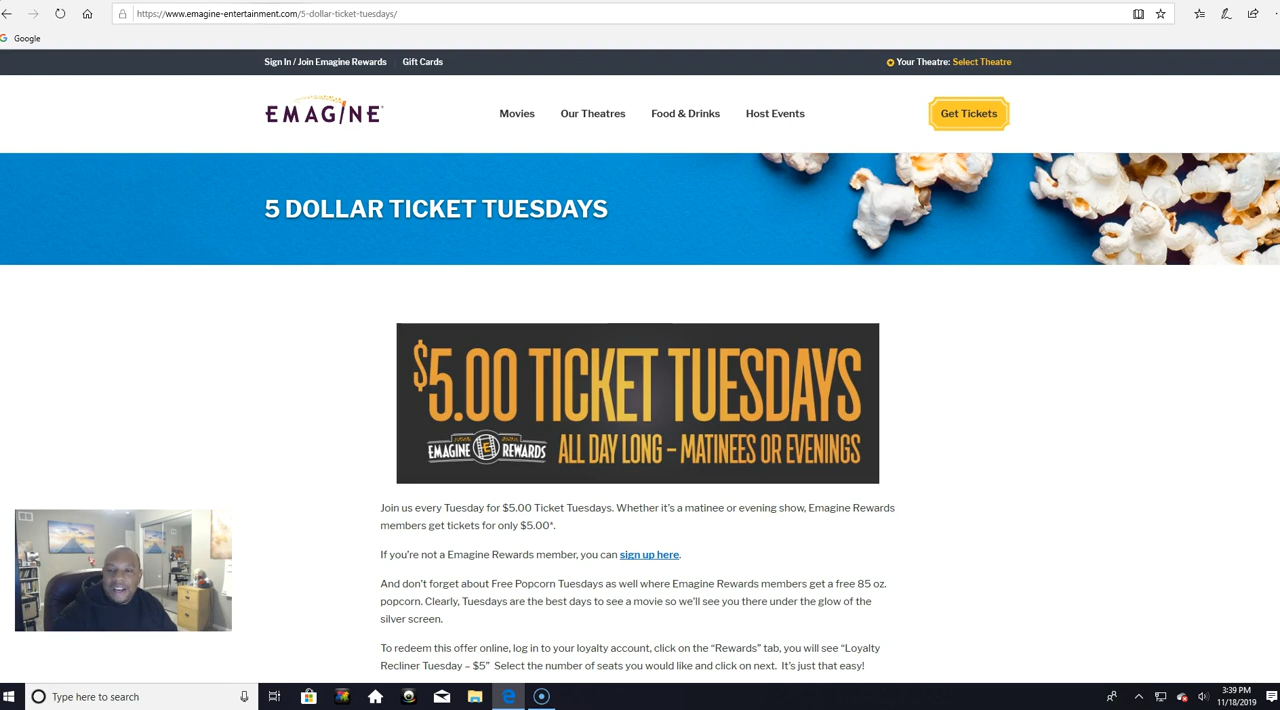 https://www.emagine-entertainment.com/5-dollar-ticket-tuesdays/
Google
Sign In / Join Emagine Rewards
Gift Cards
Your Theatre: Select Theatre
EMAGINE
Movies
Our Theatres
Food & Drinks
Host Events
Get Tickets
5 DOLLAR TICKET TUESDAYS
$5.00 TICKET TUESDAYS
EMAGINE E REWARDS
ALL DAY LONG – MATINEES OR EVENINGS
Join us every Tuesday for $5.00 Ticket Tuesdays. Whether it's a matinee or evening show, Emagine Rewards
members get tickets for only $5.00*.
If you're not a Emagine Rewards member, you can sign up here.
And don't forget about Free Popcorn Tuesdays as well where Emagine Rewards members get a free 85 oz.
popcorn. Clearly, Tuesdays are the best days to see a movie so we'll see you there under the glow of the
silver screen.
To redeem this offer online, log in to your loyalty account, click on the "Rewards" tab, you will see "Loyalty
Recliner Tuesday – $5" Select the number of seats you would like and click on next. It's just that easy!
Type here to search
3:39 PM
11/18/2019